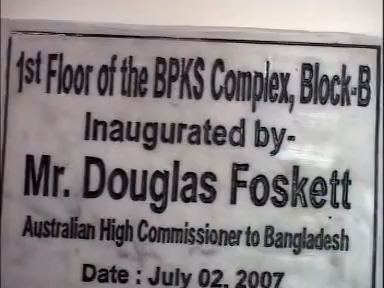 1st Floor of the BPKS Complex, Block-B
Inaugurated by-
Mr. Douglas Foskett
Australian High Commissioner to Bangladesh
Date : July 02, 2007